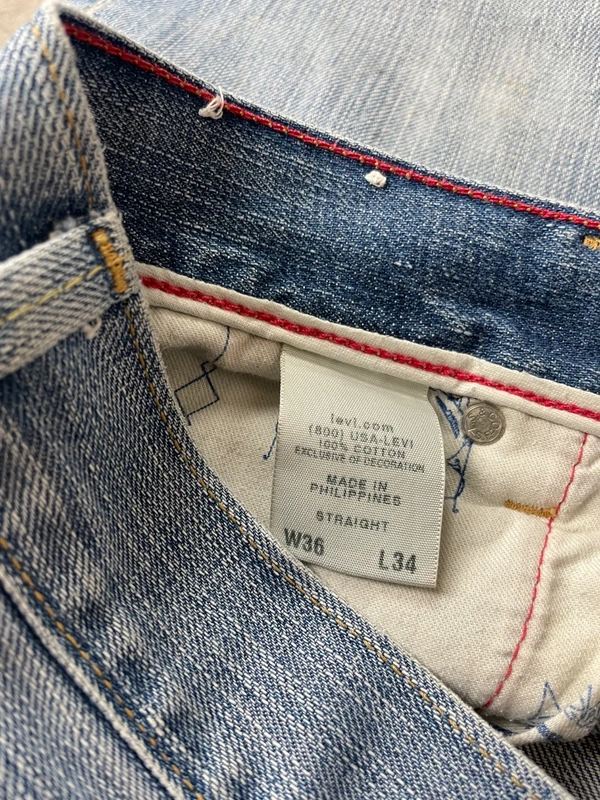 levi.com
(800) USA-LEVI
100% COTTON
EXCLUSIVE OF DECORATION
MADE IN
PHILIPPINES
STRAIGHT
W36 L34